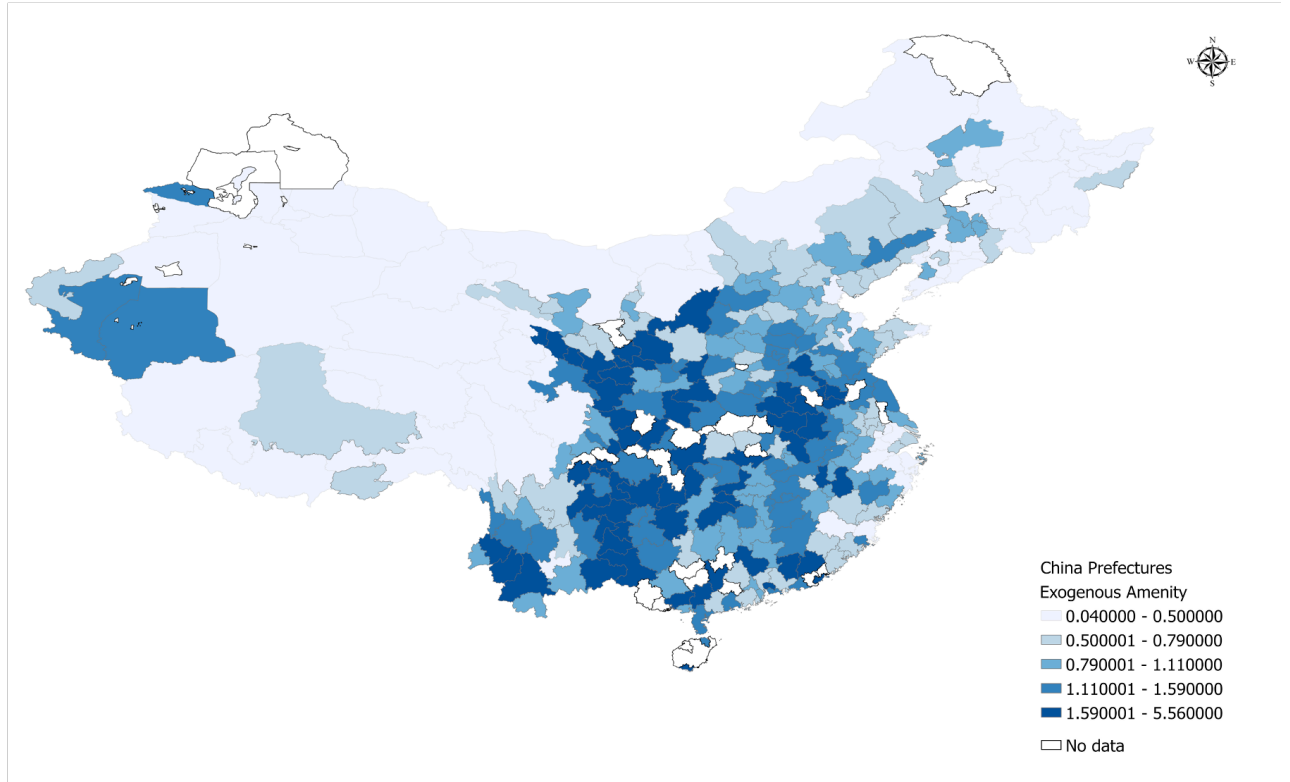 N
W E
S
China Prefectures
Exogenous Amenity
0.040000 - 0.500000
0.500001 - 0.790000
0.790001 - 1.110000
1.110001 - 1.590000
1.590001 - 5.560000
No data